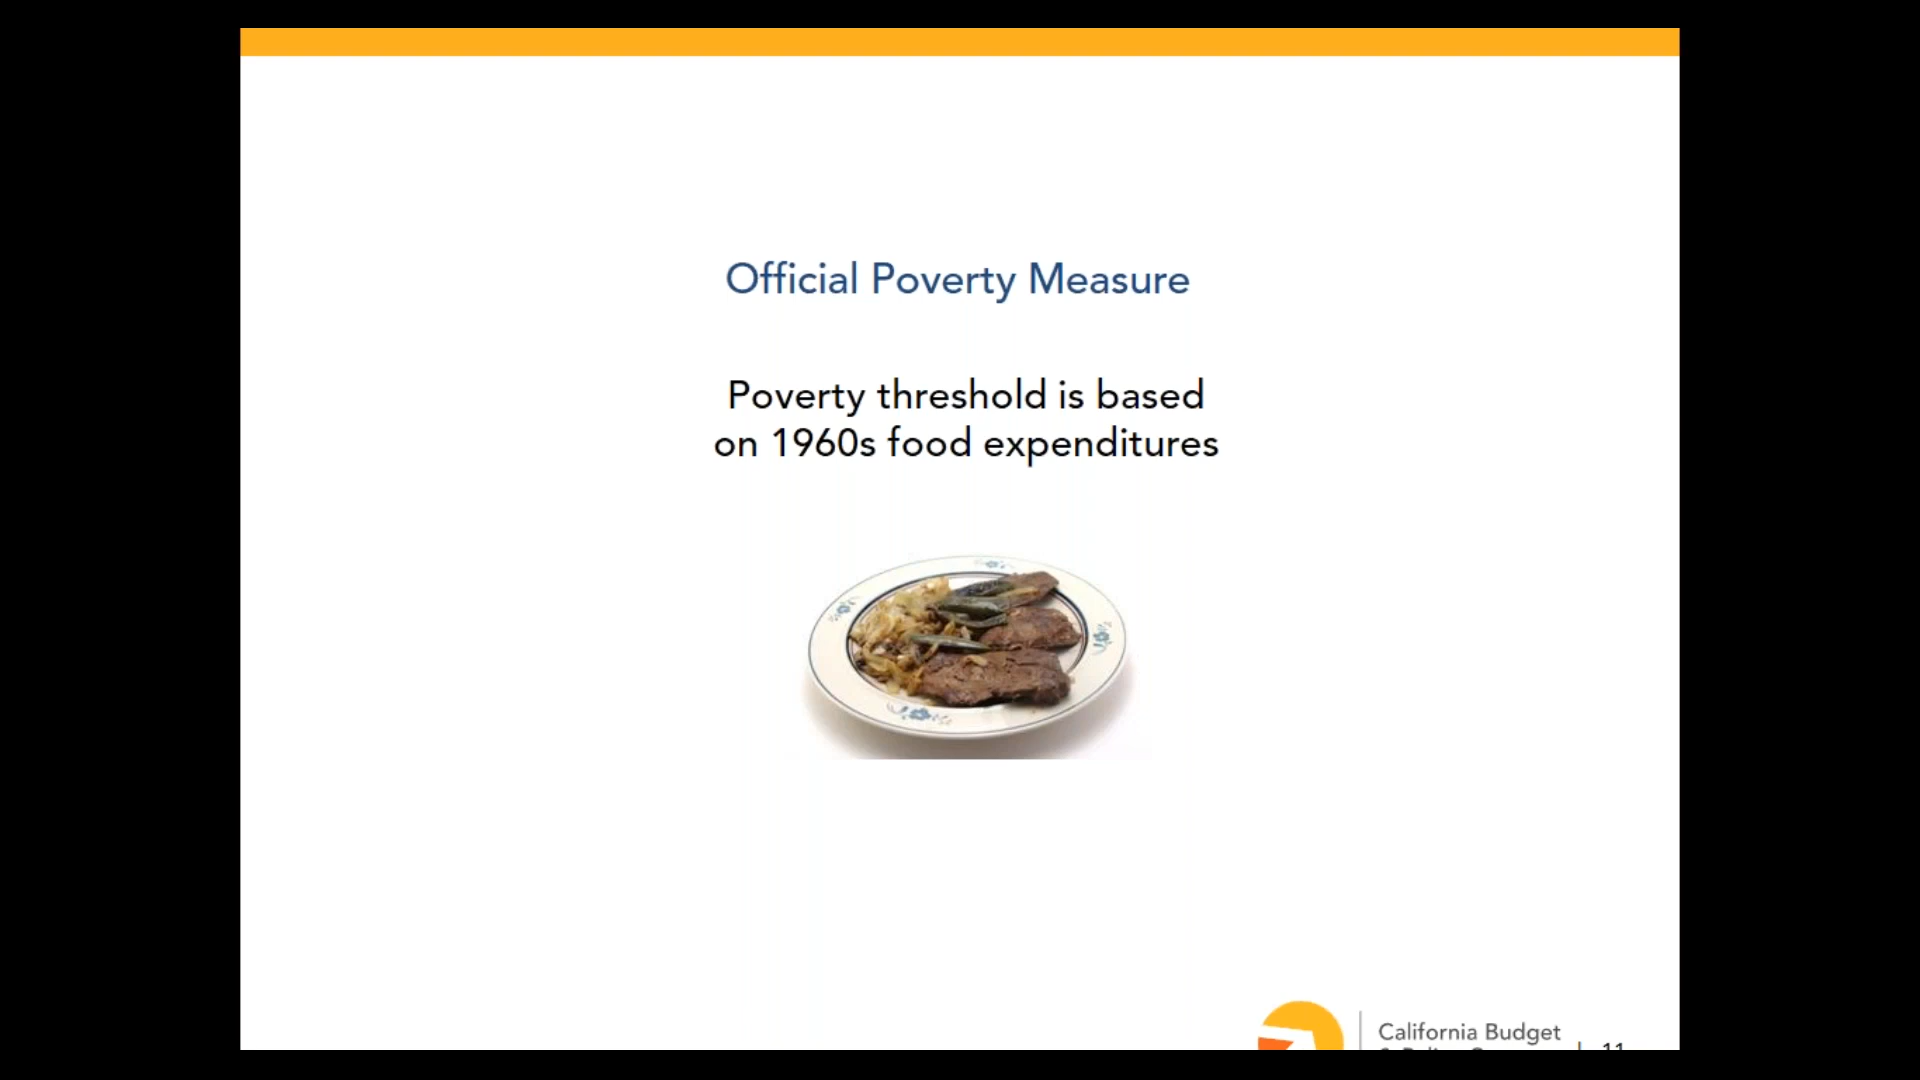 Official Poverty Measure
Poverty threshold is based
on 1960s food expenditures
California Budget
11